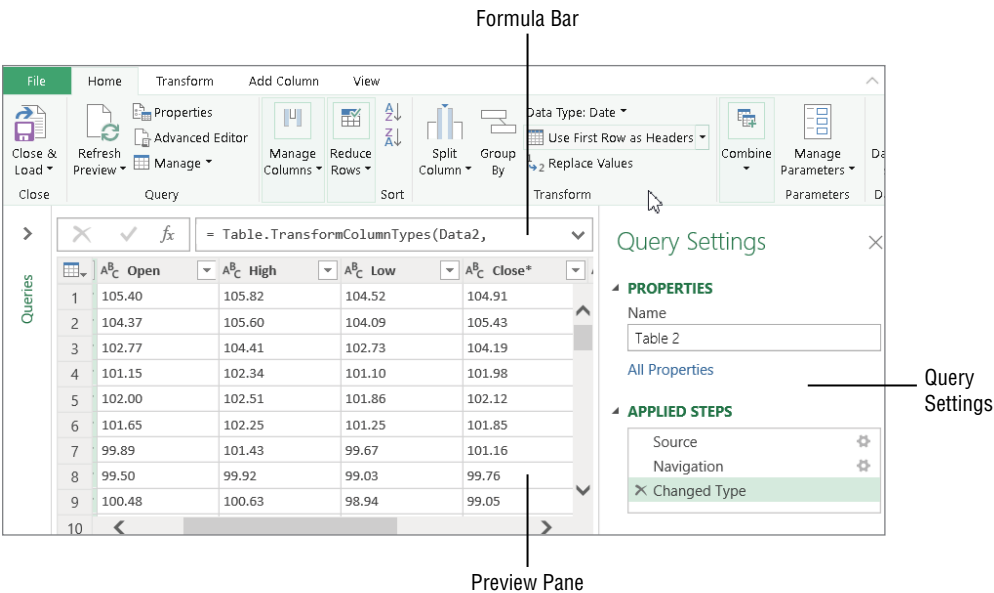 Formula Bar
File Home Transform Add Column View
Properties Data Type: Date
Advanced Editor Use First Row as Headers
Close & Refresh Manage Manage Reduce Split Group Replace Values Combine Manage Da
Load Preview Columns Rows Column By Parameters
Close Query Sort Transform Parameters D
fx = Table.TransformColumnTypes(Data2,
Query Settings
Queries
ABC Open ABC High ABC Low ABC Close*
1 105.40 105.82 104.52 104.91
2 104.37 105.60 104.09 105.43
3 102.77 104.41 102.73 104.19
4 101.15 102.34 101.10 101.98
5 102.00 102.51 101.86 102.12
6 101.65 102.25 101.25 101.85
7 99.89 101.43 99.67 101.16
8 99.50 99.92 99.03 99.76
9 100.48 100.63 98.94 99.05
10
PROPERTIES
Name
Table 2
All Properties
APPLIED STEPS
Source
Navigation
Changed Type
Query
Settings
Preview Pane